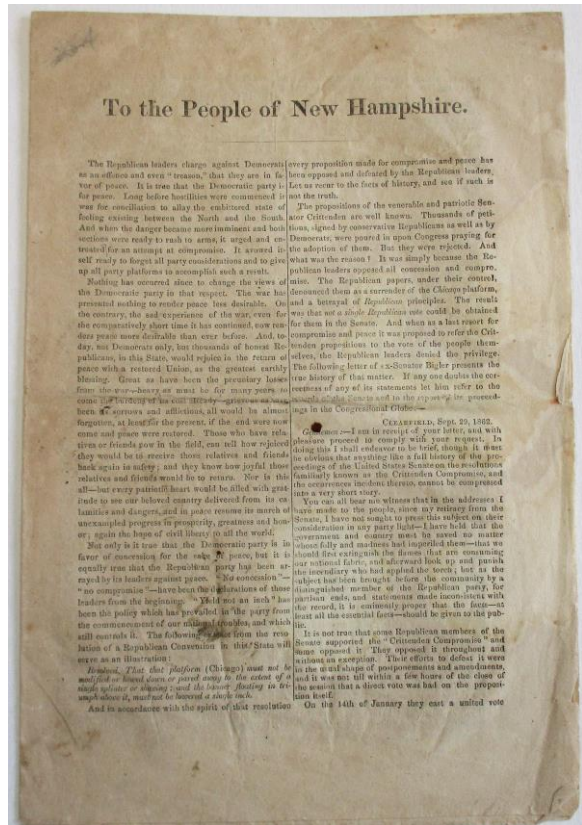 To the People of New Hampshire.
The Republican leaders charge against Democrats
as an offence and even "treason," that they are in fa-
vor of peace. It is true that the Democratic party is
for peace. Long before hostilities were commenced it
was for conciliation to allay the embittered state of
feeling existing between the North and the South.
And when the danger became more imminent and both
sections were ready to rush to arms, it urged and en-
treated for an attempt at compromise. It avowed it-
self ready to forget all party considerations and to give
up all party platforms to accomplish such a result.
Nothing has occurred since to change the views of
the Democratic party in that respect. The war has
presented nothing to render peace less desirable. On
the contrary, the sad experience of the war, even for
the comparatively short time it has continued, now ren-
ders peace more desirable than ever before. And, to-
day, not Democrats only, but thousands of honest Re-
publicans, in this State, would rejoice in the return of
peace with a restored Union, as the greatest earthly
blessing. Great as have been the pecuniary losses
from the war—heavy as must be for many years to
come the burdens of its cost already—grievous as have
been its sorrows and afflictions, all would be almost
forgotten, at least for the present, if the end were now
come and peace were restored. Those who have rela-
tives or friends now in the field, can tell how rejoiced
they would be to receive those relatives and friends
back again in safety; and they know how joyful those
relatives and friends would be to return. Nor is this
all—but every patriotic heart would be filled with grat-
itude to see our beloved country delivered from its ca-
lamities and dangers, and in peace resume its march of
unexampled progress in prosperity, greatness and hon-
or; again the hope of civil liberty to all the world.
Not only is it true that the Democratic party is in
favor of concession for the sake of peace, but it is
equally true that the Republican party has been ar-
rayed by its leaders against peace. "No concession"—
"no compromise"—have been the declarations of those
leaders from the beginning. "Yield not an inch" has
been the policy which has prevailed in the party from
the commencement of our national troubles, and which
still controls it. The following from the reso-
lution of a Republican Convention in this State will
serve as an illustration:
Resolved, That that platform (Chicago) must not be
modified or hewed down or pared away to the extent of a
single splinter or shaving; and the banner floating in tri-
umph above it, must not be lowered a single inch.
And in accordance with the spirit of that resolution
every proposition made for compromise and peace has
been opposed and defeated by the Republican leaders.
Let us recur to the facts of history, and see if such is
not the truth.
The propositions of the venerable and patriotic Sen-
ator Crittenden are well known. Thousands of peti-
tions, signed by conservative Republicans as well as by
Democrats, were poured in upon Congress praying for
the adoption of them. But they were rejected. And
what was the reason? It was simply because the Re-
publican leaders opposed all concession and compro-
mise. The Republican papers, under their control,
denounced them as a surrender of the Chicago platform,
and a betrayal of Republican principles. The result
was that not a single Republican vote could be obtained
for them in the Senate. And when as a last resort for
compromise and peace it was proposed to refer the Crit-
tenden propositions to the vote of the people them-
selves, the Republican leaders denied the privilege.
The following letter of ex-Senator Bigler presents the
true history of that matter. If any one doubts the cor-
rectness of any of its statements let him refer to the
records of the Senate and to the report of its proceed-
ings in the Congressional Globe:—
CLEARFIELD, Sept. 29, 1862.
:—I am in receipt of your letter, and with
pleasure proceed to comply with your request. In
doing this I shall endeavor to be brief, though it must
be obvious that anything like a full history of the pro-
ceedings of the United States Senate on the resolutions
familiarly known as the Crittenden Compromise, and
the occurrences incident thereto, cannot be compressed
into a very short story.
You can all bear me witness that in the addresses I
have made to the people, since my retiracy from the
Senate, I have not sought to press this subject on their
consideration in any party light—I have held that the
government and country must be saved no matter
whose folly and madness had imperiled them—that we
should first extinguish the flames that are consuming
our national fabric, and afterward look up and punish
the incendiary who had applied the torch; but as the
subject has been brought before the community by a
distinguished member of the Republican party, for
partisan ends, and statements made inconsistent with
the record, it is eminently proper that the facts—at
least all the essential facts—should be given to the pub-
lic.
It is not true that some Republican members of the
Senate supported the "Crittenden Compromise" and
some opposed it. They opposed it throughout and
without an exception. Their efforts to defeat it were
in the usual shape of postponements and amendments,
and it was not till within a few hours of the close of
the session that a direct vote was had on the proposi-
tion itself.
On the 14th of January they cast a united vote